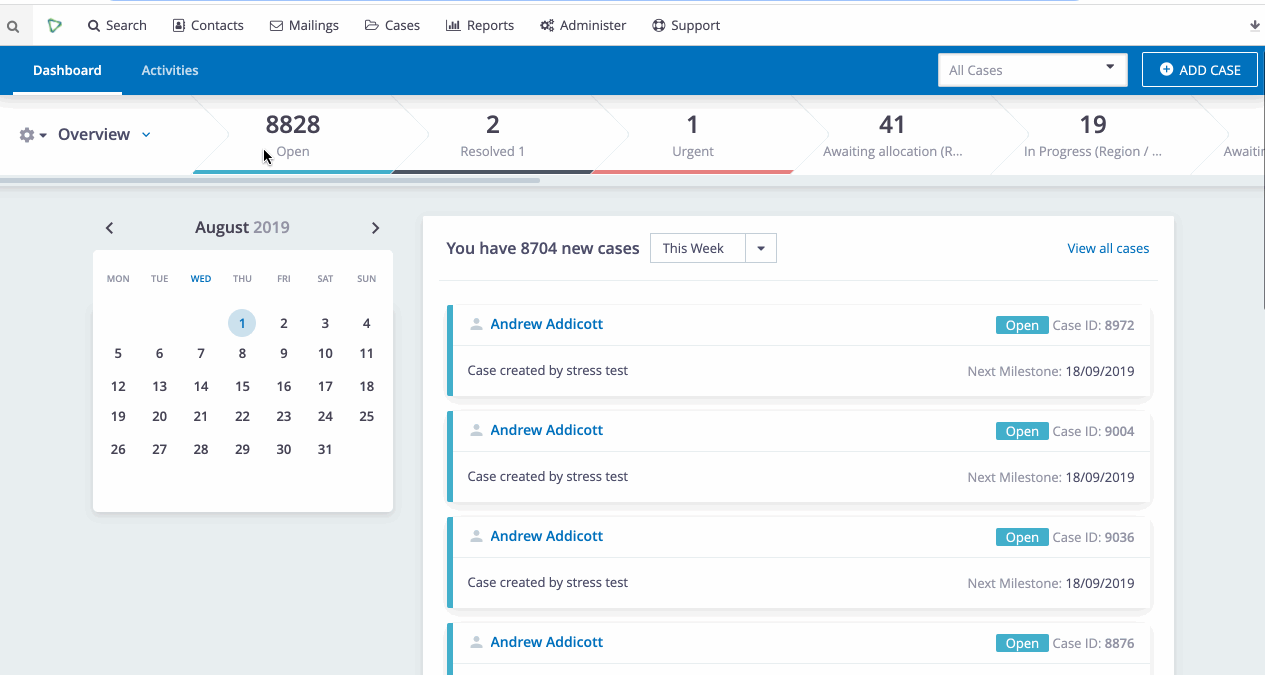 Search Contacts Mailings Cases Reports Administer Support
Dashboard Activities All Cases ADD CASE
Overview
8828
Open
2
Resolved 1
1
Urgent
41
Awaiting allocation (R...
19
In Progress (Region / ...
August 2019
MON TUE WED THU FRI SAT SUN
1 2 3 4
5 6 7 8 9 10 11
12 13 14 15 16 17 18
19 20 21 22 23 24 25
26 27 28 29 30 31
You have 8704 new cases This Week View all cases
Andrew Addicott Open Case ID: 8972
Case created by stress test Next Milestone: 18/09/2019
Andrew Addicott Open Case ID: 9004
Case created by stress test Next Milestone: 18/09/2019
Andrew Addicott Open Case ID: 9036
Case created by stress test Next Milestone: 18/09/2019
Andrew Addicott Open Case ID: 8876